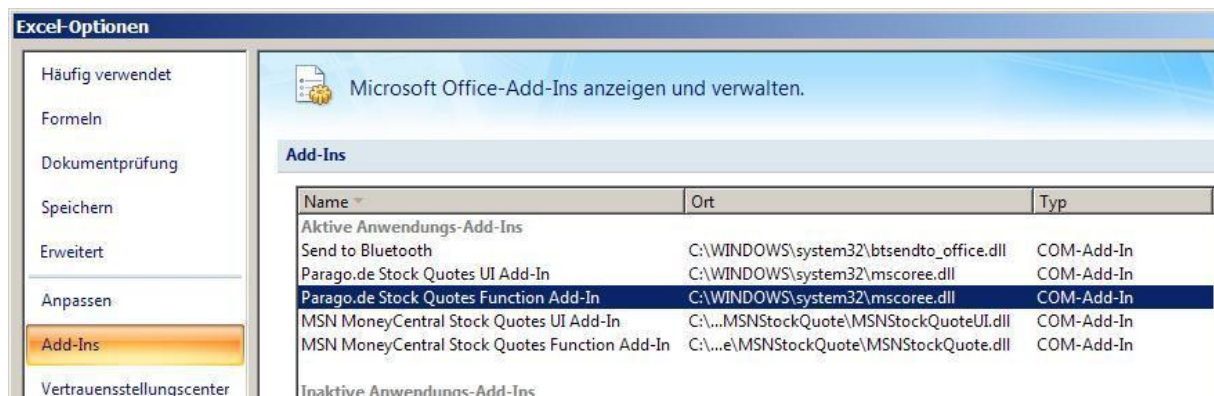 Excel-Optionen
Häufig verwendet
Formeln
Dokumentprüfung
Speichern
Erweitert
Anpassen
Add-Ins
Vertrauensstellungscenter
Microsoft Office-Add-Ins anzeigen und verwalten.
Add-Ins
Name Ort Typ
Aktive Anwendungs-Add-Ins
Send to Bluetooth C:\WINDOWS\system32\btsendto_office.dll COM-Add-In
Parago.de Stock Quotes UI Add-In C:\WINDOWS\system32\mscoree.dll COM-Add-In
Parago.de Stock Quotes Function Add-In C:\WINDOWS\system32\mscoree.dll COM-Add-In
MSN MoneyCentral Stock Quotes UI Add-In C:\...MSNStockQuote\MSNStockQuoteUI.dll COM-Add-In
MSN MoneyCentral Stock Quotes Function Add-In C:\...e\MSNStockQuote\MSNStockQuote.dll COM-Add-In
Inaktive Anwendungs-Add-Ins